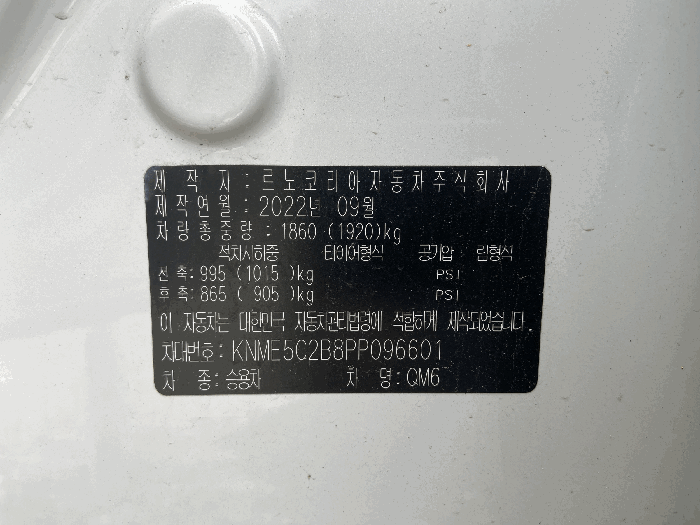 제 작 자 : 르노코리아자동차주식회사
제작연월 : 2022년 09월
차량총중량 : 1860 (1920)kg
적차시하중 타이어형식 공기압 림형식
전 축: 995 (1015)kg PSI
후 축: 865 ( 905 )kg PSI
이 자동차는 대한민국 자동차관리법령에 적합하게 제작되었습니다.
차대번호: KNME5C2B8PP096601
차 종: 승용차 차 명: QM6